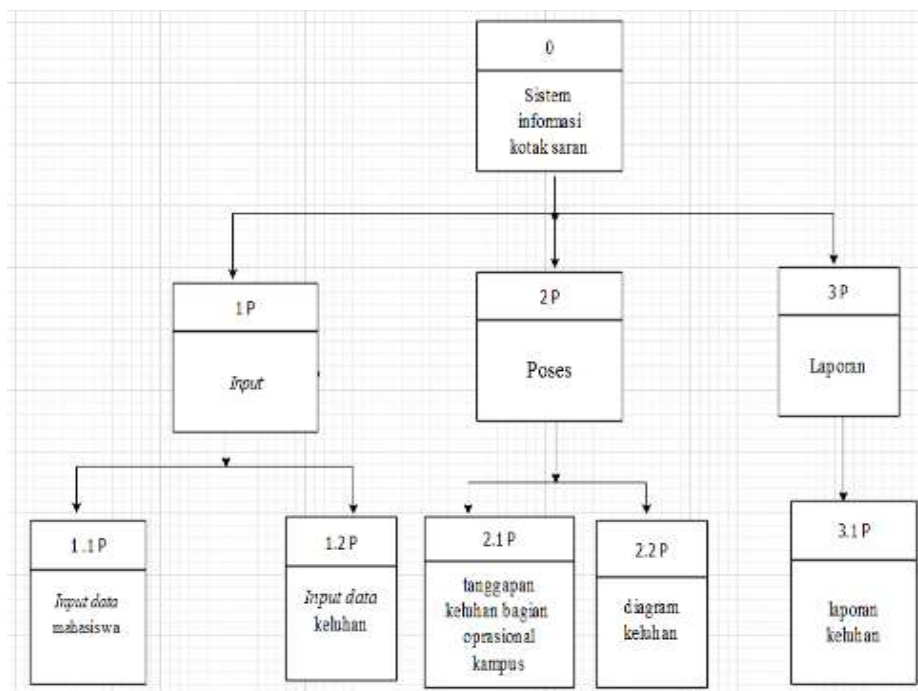 0
Sistem
informasi
kotak saran
1 P
Input
2 P
Poses
3 P
Laporan
1.1 P
Input data
mahasiswa
1.2 P
Input data
keluhan
2.1 P
tanggapan
keluhan bagian
oprasional
kampus
2.2 P
diagram
keluhan
3.1 P
laporan
keluhan